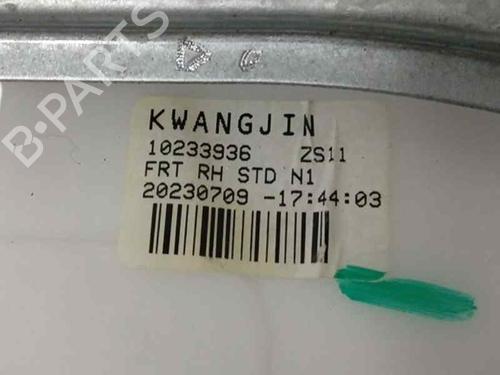 B-PARTS
KWANGJIN
10233936 ZS11
FRT RH STD N1
20230709 -17:44:03